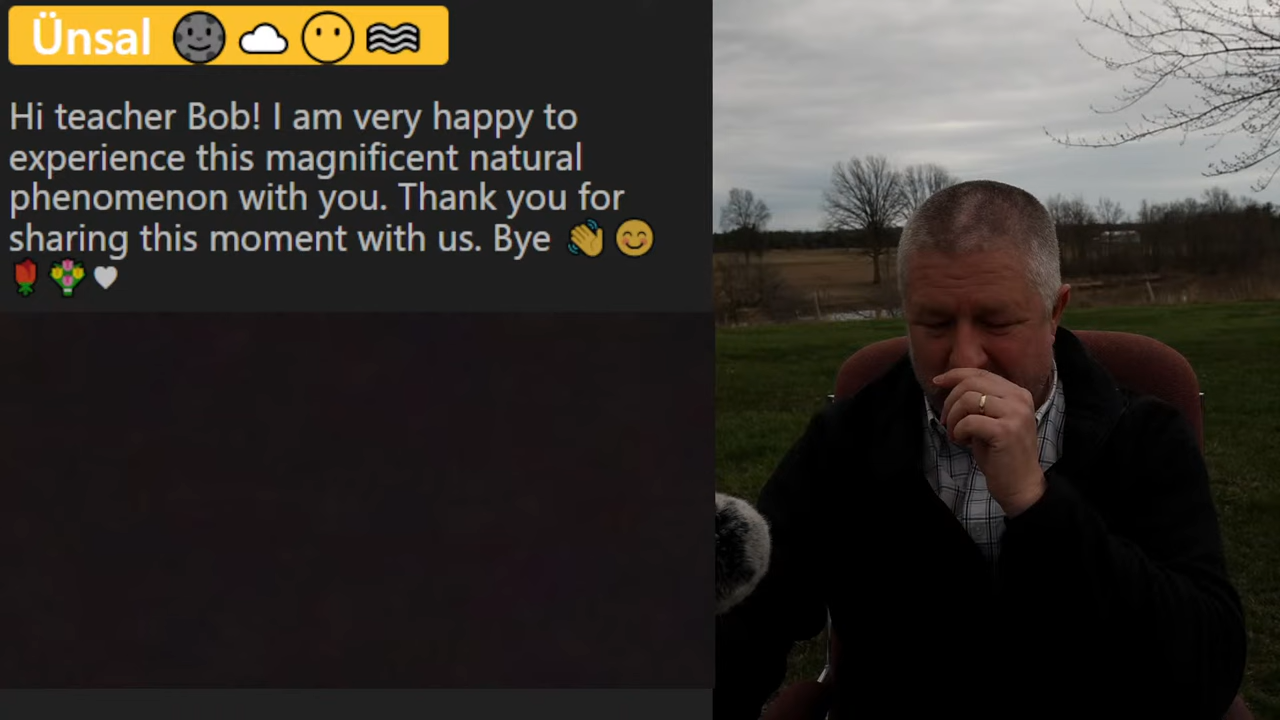 Ünsal 🌚 ☁️ 😶 🌫
Hi teacher Bob! I am very happy to
experience this magnificent natural
phenomenon with you. Thank you for
sharing this moment with us. Bye 👋 😊
🌹 💐 🤍